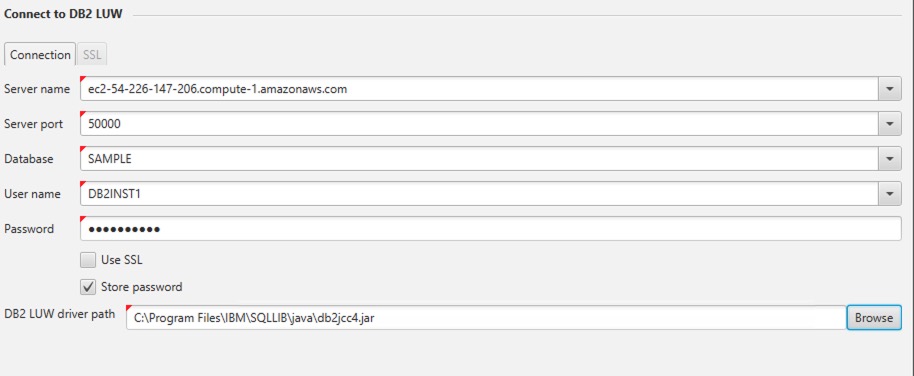 Connect to DB2 LUW
Connection SSL
Server name ec2-54-226-147-206.compute-1.amazonaws.com
Server port 50000
Database SAMPLE
User name DB2INST1
Password ●●●●●●●●●●
Use SSL
Store password
DB2 LUW driver path C:\Program Files\IBM\SQLLIB\java\db2jcc4.jar Browse